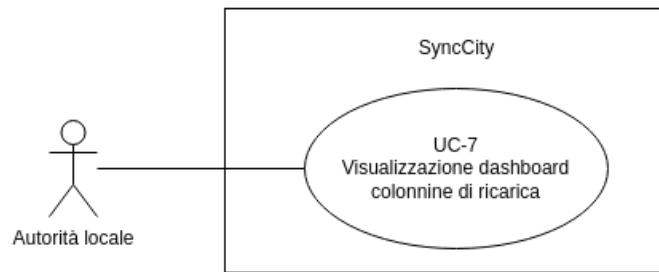 SyncCity
UC-7
Visualizzazione dashboard
colonnine di ricarica
Autorità locale